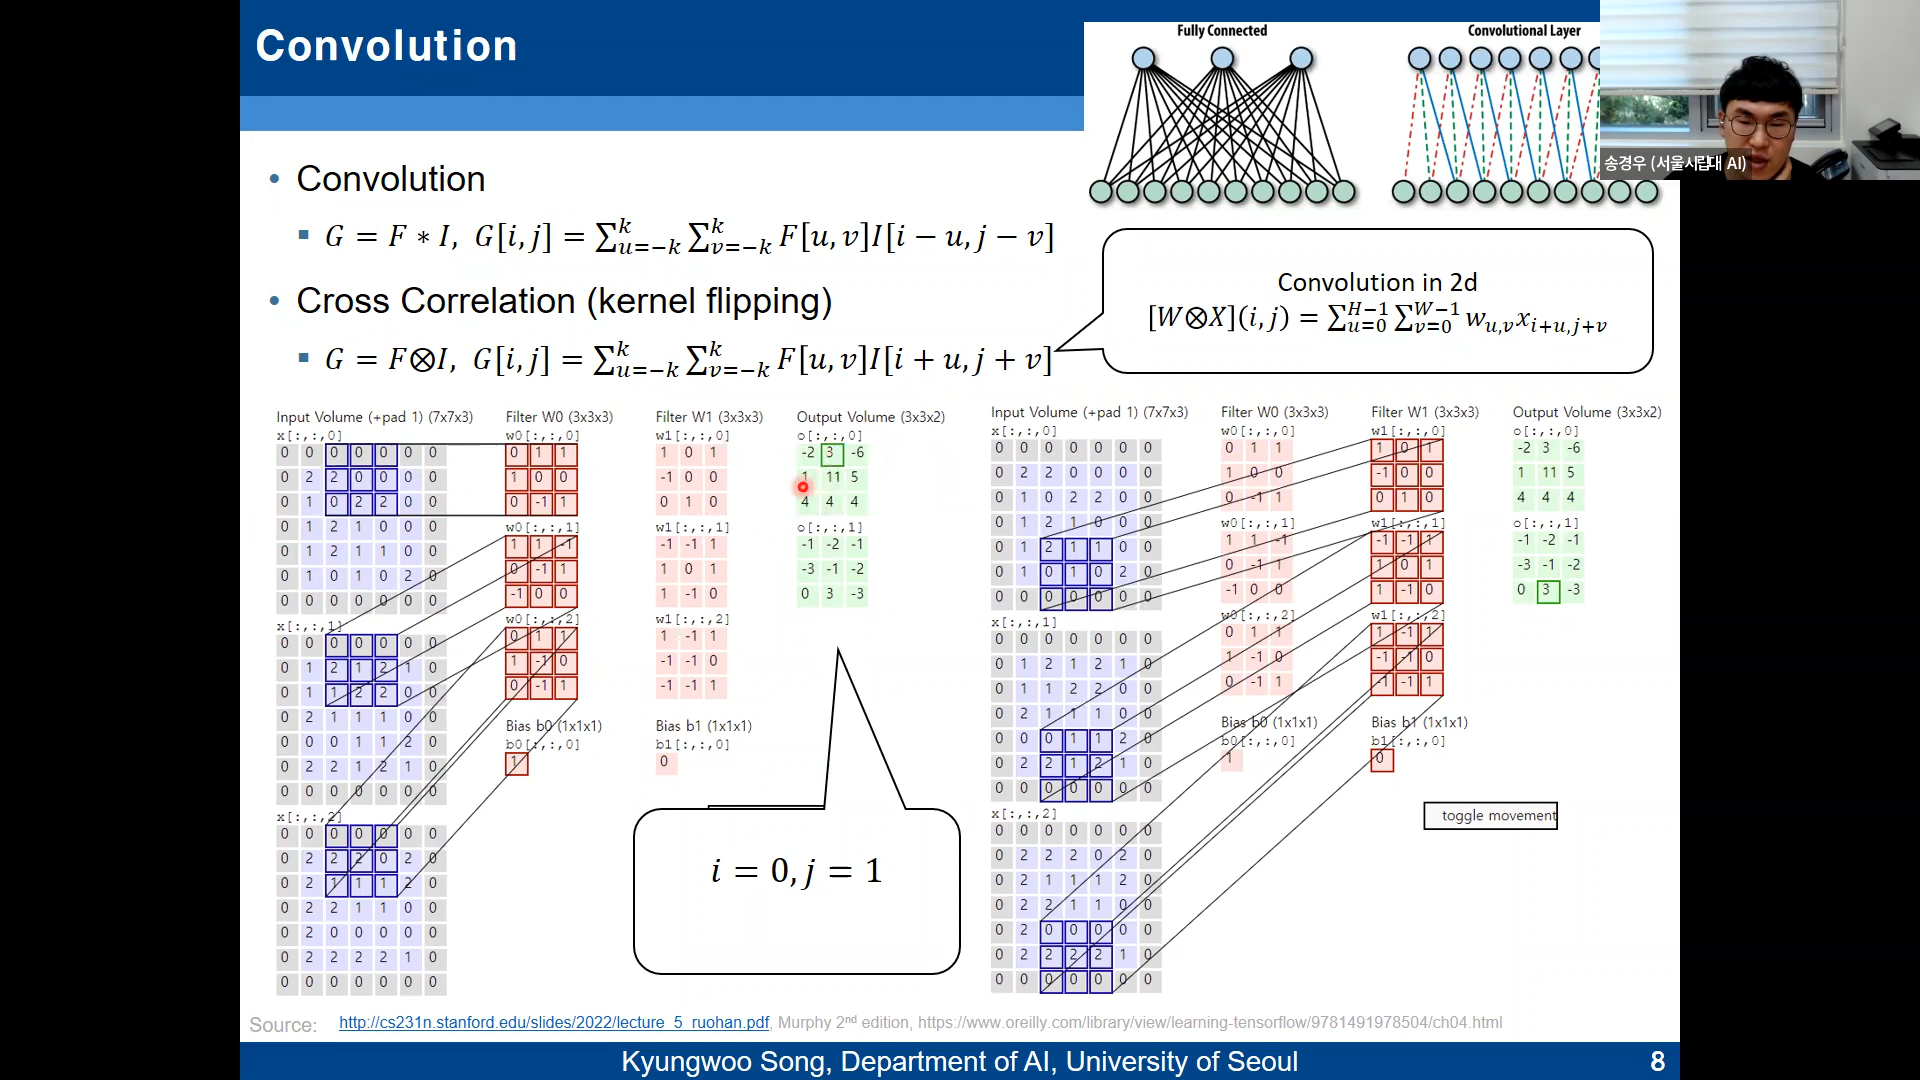 Convolution
Fully Connected
Convolutional Layer
송경우 (서울시립대 AI)
• Convolution
▪ G = F ∗ I, G[i, j] = ∑ᵏᵤ₌₋ₖ ∑ᵏᵥ₌₋ₖ F[u, v]I[i − u, j − v]
• Cross Correlation (kernel flipping)
▪ G = F⊗I, G[i, j] = ∑ᵏᵤ₌₋ₖ ∑ᵏᵥ₌₋ₖ F[u, v]I[i + u, j + v]
Convolution in 2d
[W⊗X](i, j) = ∑_{u=0}^{H−1} ∑_{v=0}^{W−1} w_{u,v}x_{i+u,j+v}
Input Volume (+pad 1) (7x7x3)
x[:,:,0]
0 0 0 0 0 0 0
0 2 2 0 0 0 0
0 1 0 2 2 0 0
0 1 2 1 0 0 0
0 1 2 1 1 0 0
0 1 0 1 0 2 0
0 0 0 0 0 0 0
x[:,:,1]
0 0 0 0 0 0 0
0 1 2 1 2 1 0
0 1 1 2 2 0 0
0 2 1 1 1 0 0
0 0 0 1 1 2 0
0 2 2 1 2 1 0
0 0 0 0 0 0 0
x[:,:,2]
0 0 0 0 0 0 0
0 2 2 2 0 2 0
0 2 1 1 1 2 0
0 2 2 1 1 0 0
0 2 0 0 0 0 0
0 2 2 2 2 1 0
0 0 0 0 0 0 0
Filter W0 (3x3x3)
w0[:,:,0]
0 1 1
1 0 0
0 -1 1
w0[:,:,1]
1 1 -1
0 -1 1
-1 0 0
w0[:,:,2]
0 1 1
1 -1 0
0 -1 1
Bias b0 (1x1x1)
b0[:,:,0]
1
Filter W1 (3x3x3)
w1[:,:,0]
1 0 1
-1 0 0
0 1 0
w1[:,:,1]
-1 -1 1
1 0 1
1 -1 0
w1[:,:,2]
1 -1 1
-1 -1 0
-1 -1 1
Bias b1 (1x1x1)
b1[:,:,0]
0
Output Volume (3x3x2)
o[:,:,0]
-2 3 -6
1 11 5
4 4 4
o[:,:,1]
-1 -2 -1
-3 -1 -2
0 3 -3
i = 0, j = 1
Input Volume (+pad 1) (7x7x3)
x[:,:,0]
0 0 0 0 0 0 0
0 2 2 0 0 0 0
0 1 0 2 2 0 0
0 1 2 1 0 0 0
0 1 2 1 1 0 0
0 1 0 1 0 2 0
0 0 0 0 0 0 0
x[:,:,1]
0 0 0 0 0 0 0
0 1 2 1 2 1 0
0 1 1 2 2 0 0
0 2 1 1 1 0 0
0 0 0 1 1 2 0
0 2 2 1 2 1 0
0 0 0 0 0 0 0
x[:,:,2]
0 0 0 0 0 0 0
0 2 2 2 0 2 0
0 2 1 1 1 2 0
0 2 2 1 1 0 0
0 2 0 0 0 0 0
0 2 2 2 2 1 0
0 0 0 0 0 0 0
Filter W0 (3x3x3)
w0[:,:,0]
0 1 1
1 0 0
0 -1 1
w0[:,:,1]
1 1 -1
0 -1 1
-1 0 0
w0[:,:,2]
0 1 1
1 -1 0
0 -1 1
Bias b0 (1x1x1)
b0[:,:,0]
1
Filter W1 (3x3x3)
w1[:,:,0]
1 0 1
-1 0 0
0 1 0
w1[:,:,1]
-1 -1 1
1 0 1
1 -1 0
w1[:,:,2]
1 -1 1
-1 -1 0
-1 -1 1
Bias b1 (1x1x1)
b1[:,:,0]
0
Output Volume (3x3x2)
o[:,:,0]
-2 3 -6
1 11 5
4 4 4
o[:,:,1]
-1 -2 -1
-3 -1 -2
0 3 -3
toggle movement
Source: http://cs231n.stanford.edu/slides/2022/lecture_5_ruohan.pdf, Murphy 2nd edition, https://www.oreilly.com/library/view/learning-tensorflow/9781491978504/ch04.html
Kyungwoo Song, Department of AI, University of Seoul
8